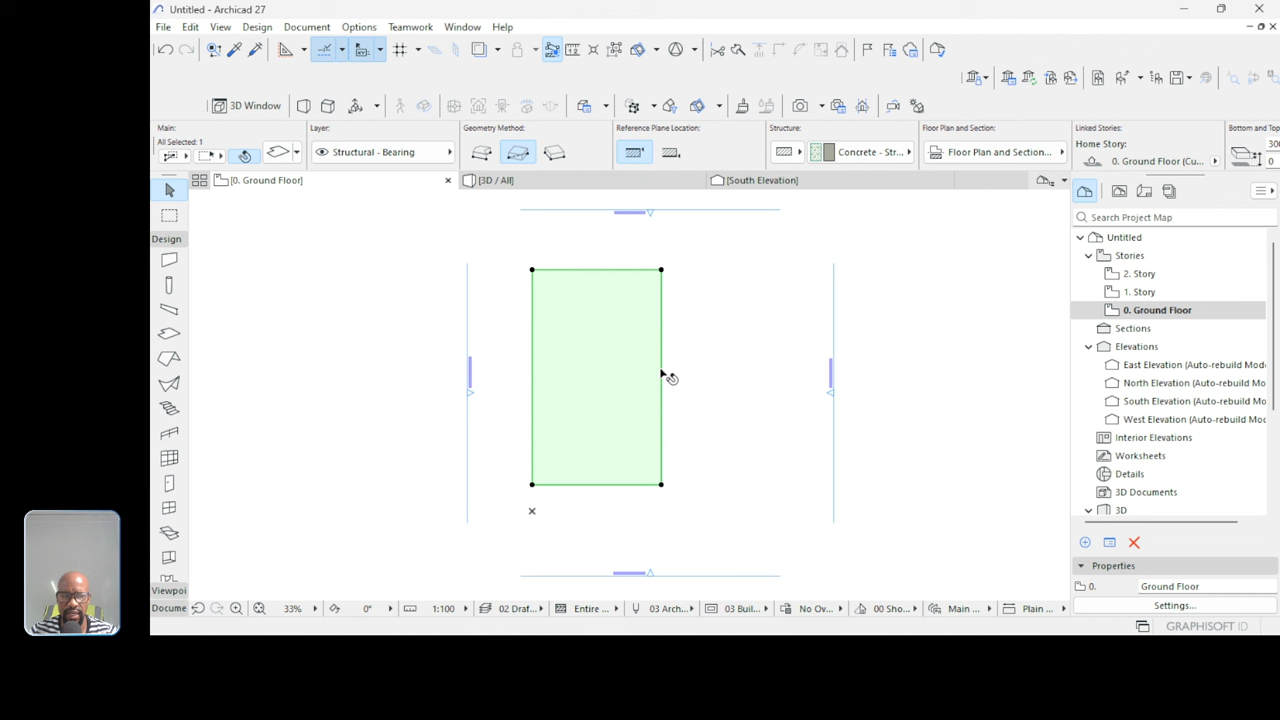 Untitled - Archicad 27
File Edit View Design Document Options Teamwork Window Help
3D Window
Main: Layer: Geometry Method: Reference Plane Location: Structure: Floor Plan and Section: Linked Stories: Bottom and Top
All Selected: 1 Home Story: 300
Structural - Bearing Concrete - Str... Floor Plan and Section... 0. Ground Floor (Cu... 0
[0. Ground Floor] [3D / All] [South Elevation]
Search Project Map
Design
Untitled
Stories
2. Story
1. Story
0. Ground Floor
Sections
Elevations
East Elevation (Auto-rebuild Mod
North Elevation (Auto-rebuild Mo
South Elevation (Auto-rebuild Mo
West Elevation (Auto-rebuild Mod
Interior Elevations
Worksheets
Details
3D Documents
3D
Properties
0. Ground Floor
Settings...
Viewpoi
Docume 33% 0° 1:100 02 Draf... Entire ... 03 Arch... 03 Buil... No Ov... 00 Sho... Main ... Plain ...
GRAPHISOFT ID